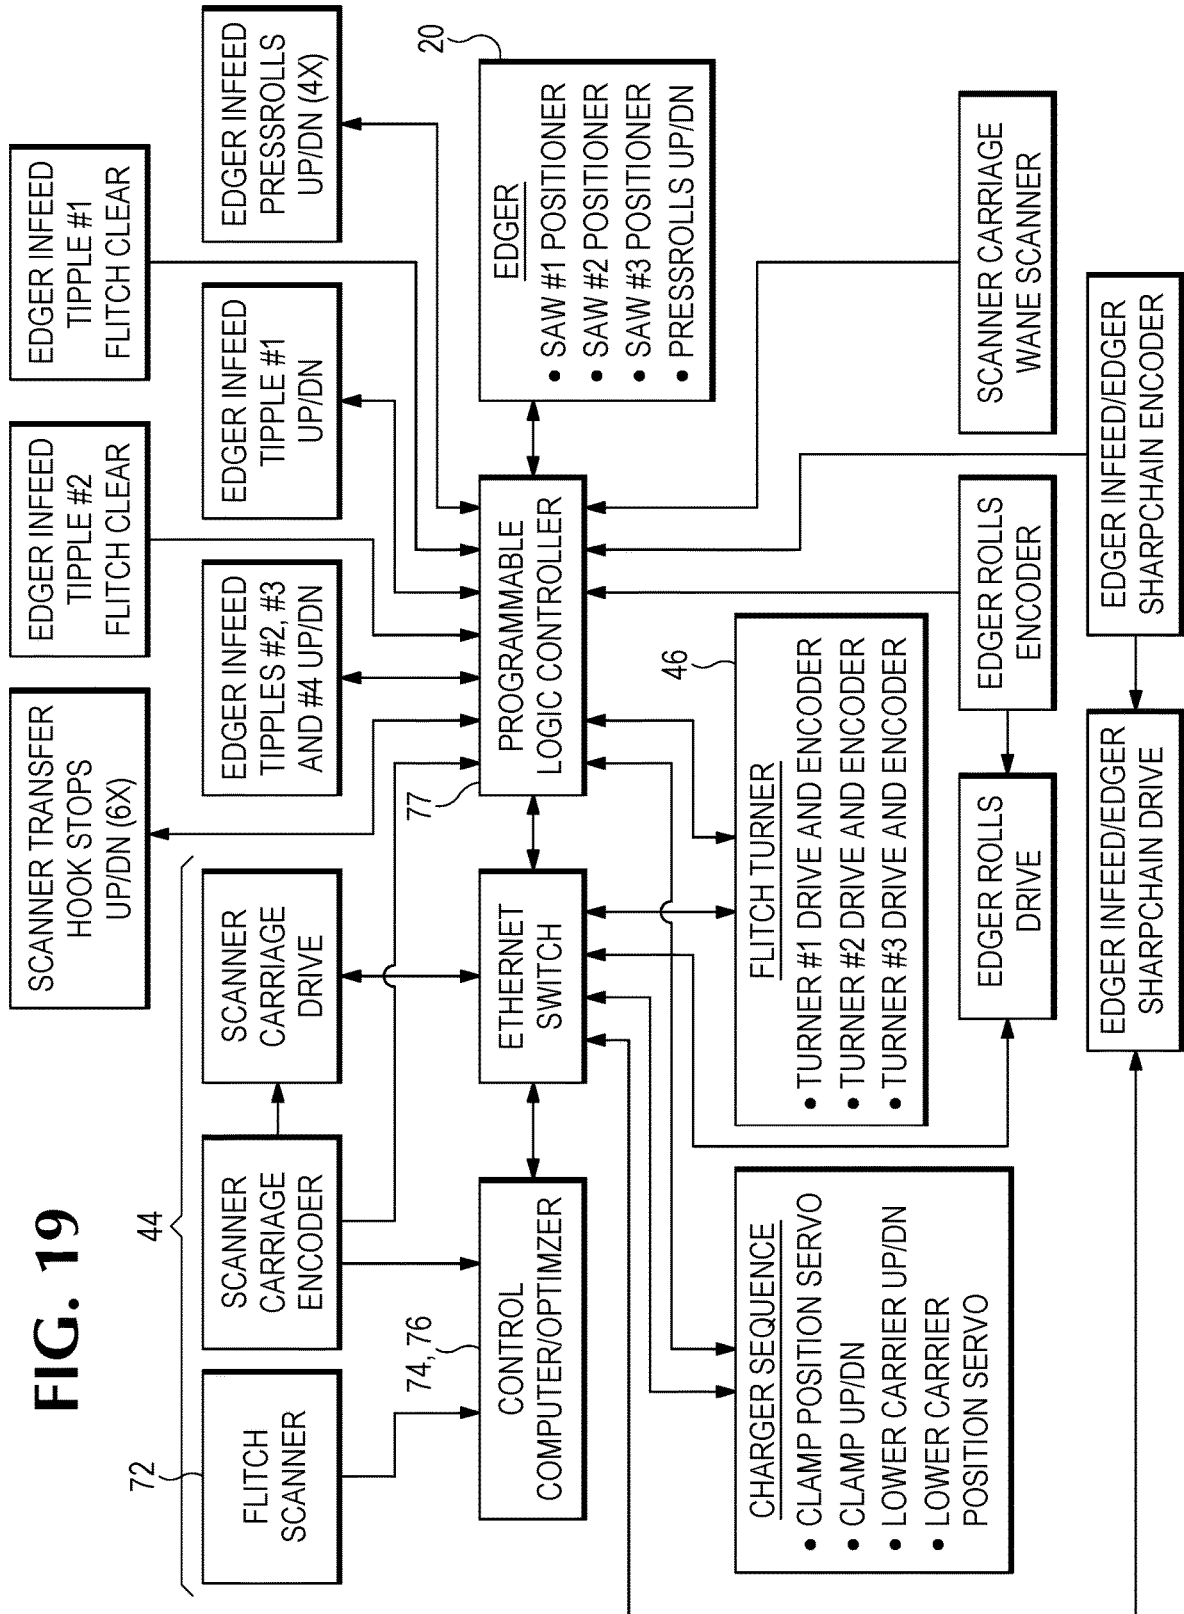 FIG. 19
44
SCANNER TRANSFER
HOOK STOPS
UP/DN (6X)
EDGER INFEED
TIPPLE #2
FLITCH CLEAR
EDGER INFEED
TIPPLE #1
FLITCH CLEAR
72
FLITCH
SCANNER
SCANNER
CARRIAGE
ENCODER
SCANNER
CARRIAGE
DRIVE
EDGER INFEED
TIPPLES #2, #3
AND #4 UP/DN
EDGER INFEED
TIPPLE #1
UP/DN
EDGER INFEED
PRESSROLLS
UP/DN (4X)
74, 76
CONTROL
COMPUTER/OPTIMZER
ETHERNET
SWITCH
77
PROGRAMMABLE
LOGIC CONTROLLER
20
EDGER
• SAW #1 POSITIONER
• SAW #2 POSITIONER
• SAW #3 POSITIONER
• PRESSROLLS UP/DN
CHARGER SEQUENCE
• CLAMP POSITION SERVO
• CLAMP UP/DN
• LOWER CARRIER UP/DN
• LOWER CARRIER
POSITION SERVO
46
FLITCH TURNER
• TURNER #1 DRIVE AND ENCODER
• TURNER #2 DRIVE AND ENCODER
• TURNER #3 DRIVE AND ENCODER
EDGER ROLLS
DRIVE
EDGER ROLLS
ENCODER
SCANNER CARRIAGE
WANE SCANNER
EDGER INFEED/EDGER
SHARPCHAIN DRIVE
EDGER INFEED/EDGER
SHARPCHAIN ENCODER